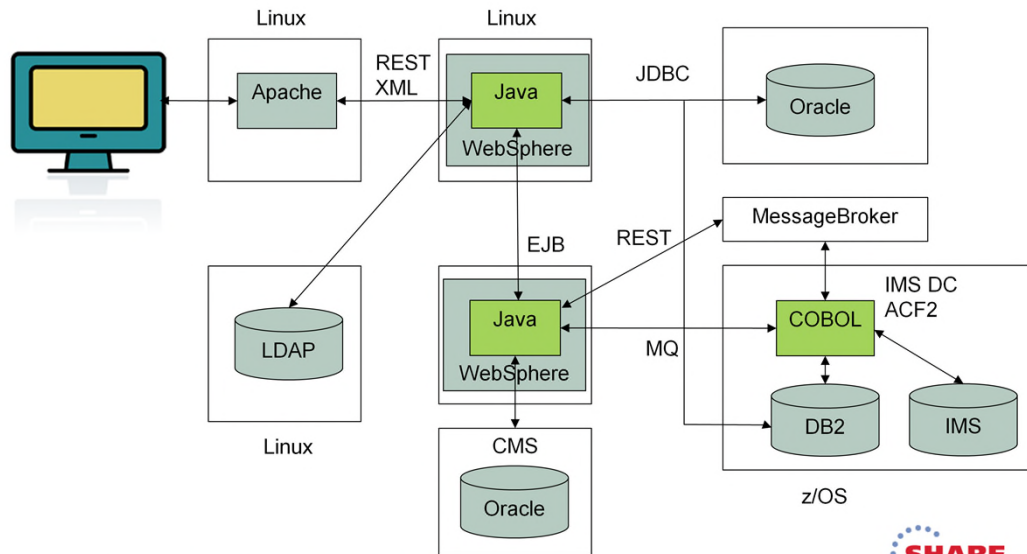 Linux
Linux
Apache
REST
XML
Java
WebSphere
JDBC
Oracle
EJB
REST
MessageBroker
LDAP
Linux
Java
WebSphere
MQ
IMS DC
ACF2
COBOL
DB2
IMS
z/OS
CMS
Oracle
SHARE